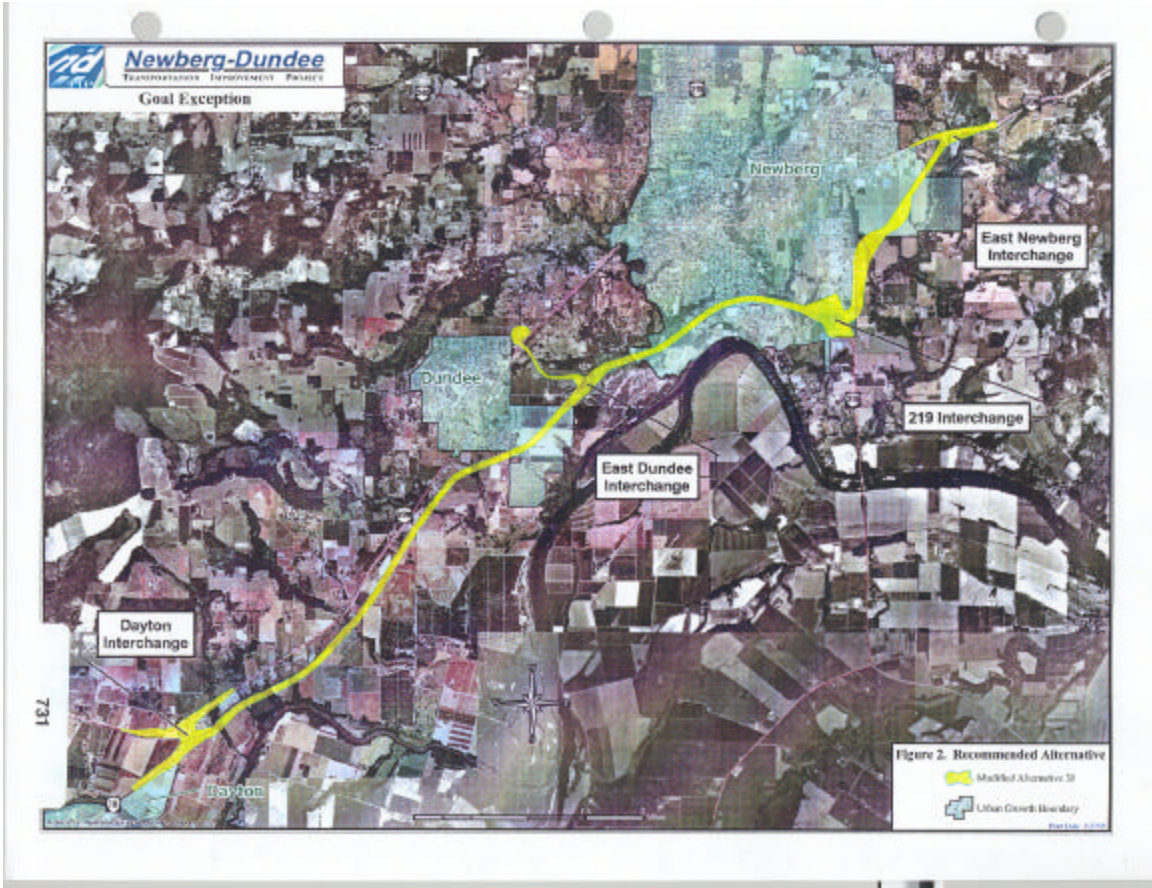 Newberg-Dundee
TRANSPORTATION IMPROVEMENT PROJECT
Goal Exception
Newberg
East Newberg
Interchange
Dundee
219 Interchange
East Dundee
Interchange
Dayton
Interchange
731
Dayton
Figure 2. Recommended Alternative
Modified Alternative
Urban Growth Boundary